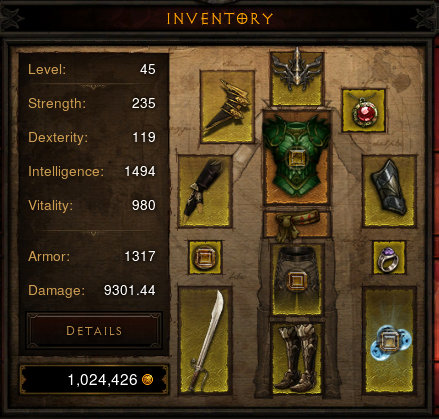 INVENTORY
Level: 45
Strength: 235
Dexterity: 119
Intelligence: 1494
Vitality: 980
Armor: 1317
Damage: 9301.44
DETAILS
1,024,426